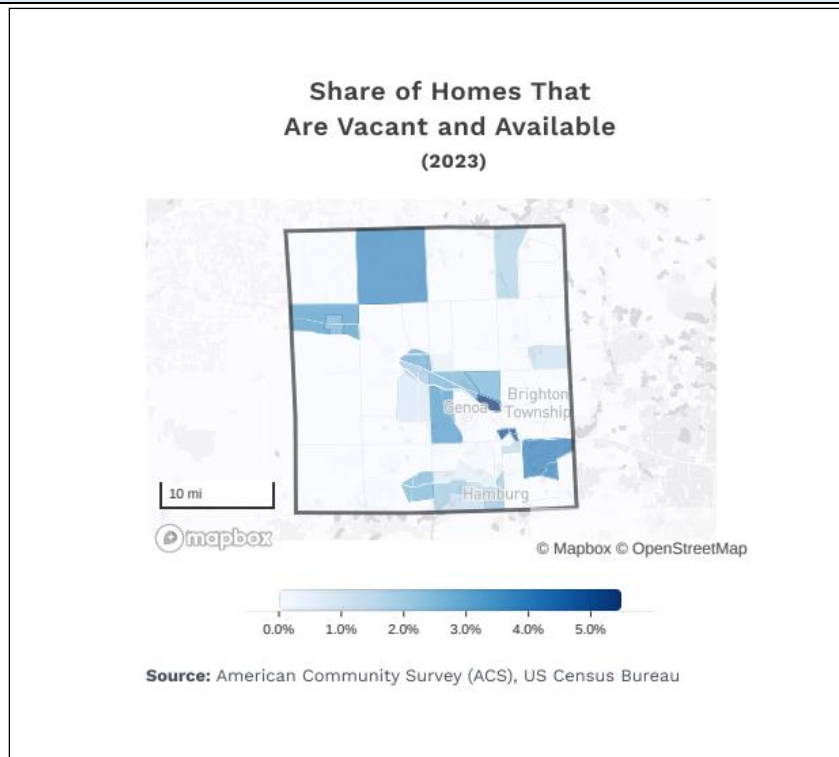 Share of Homes That
Are Vacant and Available
(2023)
Brighton
Genoa
Township
Hamburg
10 mi
mapbox
© Mapbox © OpenStreetMap
0.0%
1.0%
2.0%
3.0%
4.0%
5.0%
Source: American Community Survey (ACS), US Census Bureau